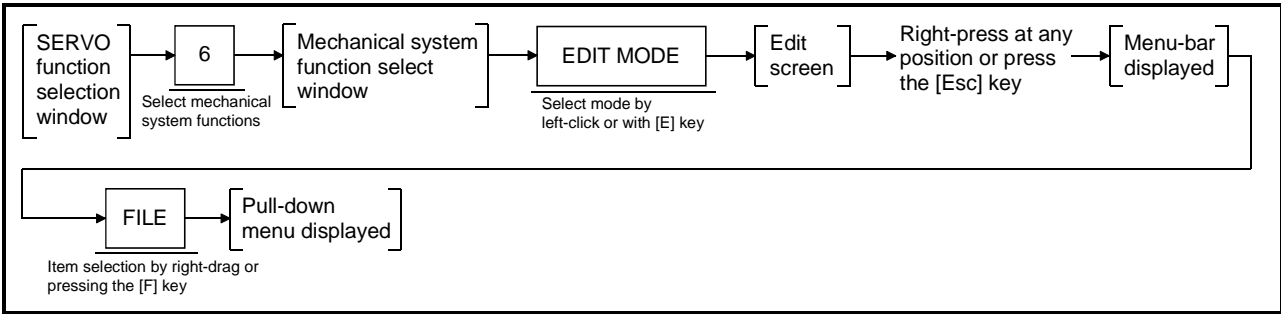 SERVO
function
selection
window
6
Select mechanical
system functions
Mechanical system
function select
window
EDIT MODE
Select mode by
left-click or with [E] key
Edit
screen
Right-press at any
position or press
the [Esc] key
Menu-bar
displayed
FILE
Item selection by right-drag or
pressing the [F] key
Pull-down
menu displayed